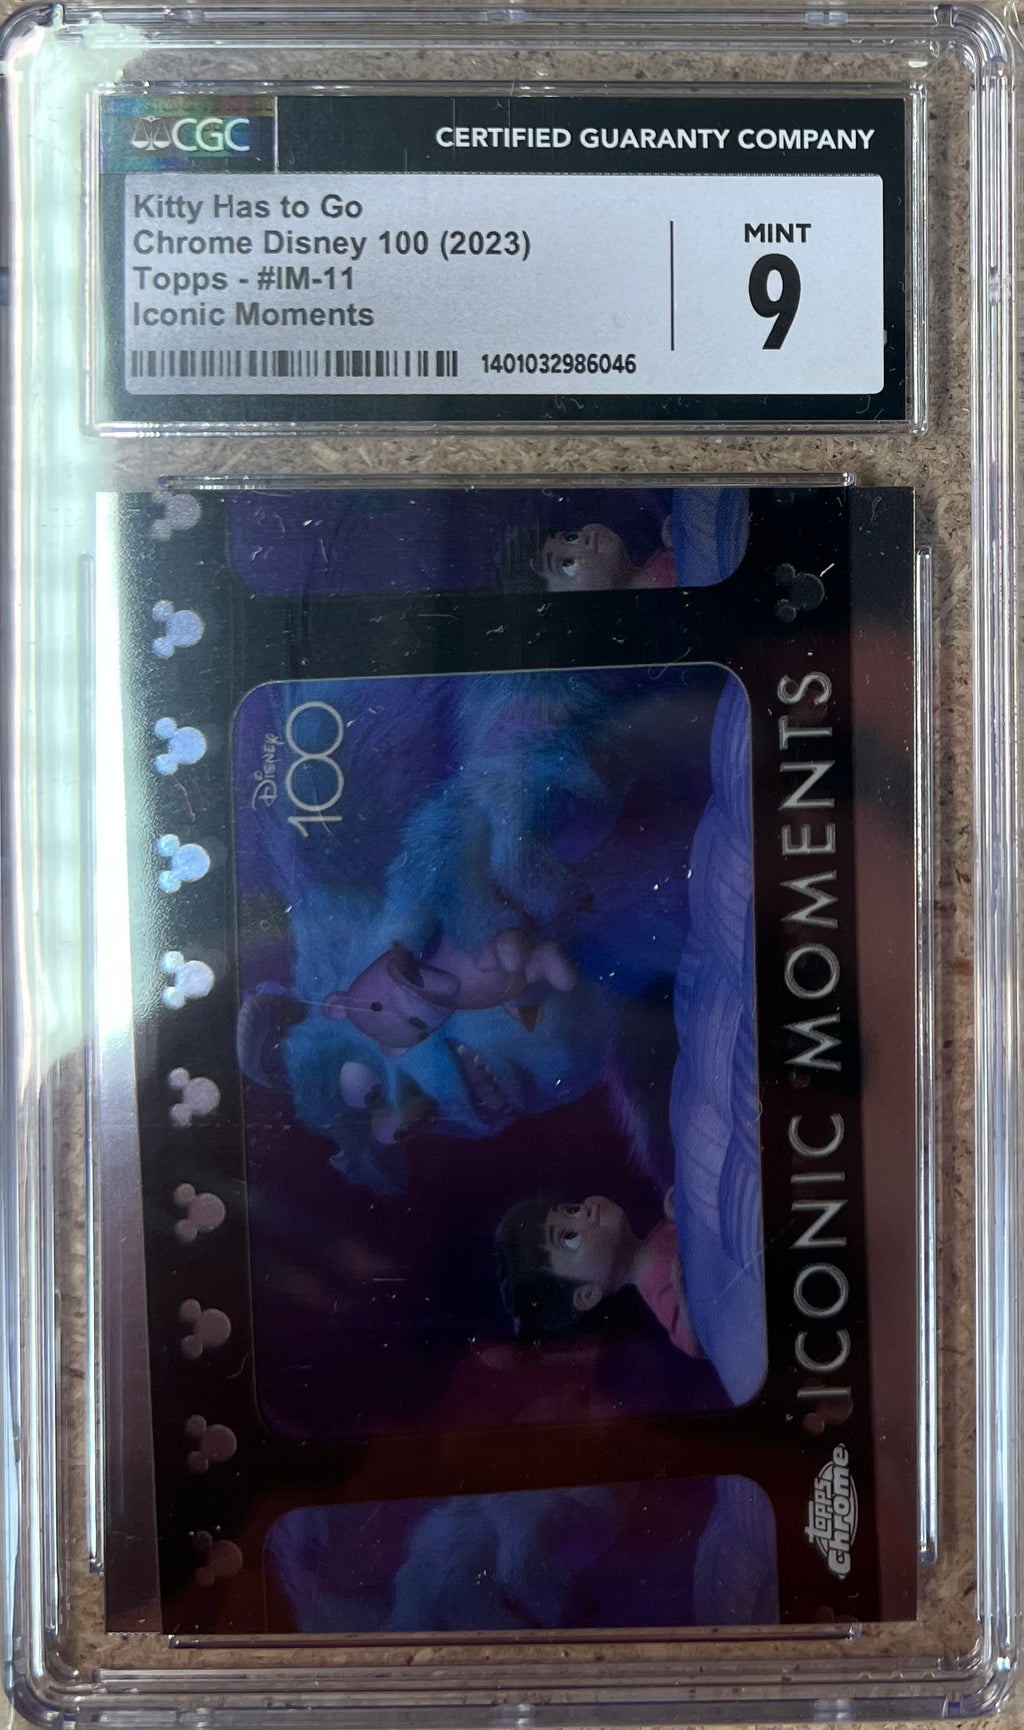 CGC
CERTIFIED GUARANTY COMPANY
Kitty Has to Go
Chrome Disney 100 (2023)
Topps - #IM-11
Iconic Moments
1401032986046
MINT
9
Disney
100
ICONIC MOMENTS
topps
chrome